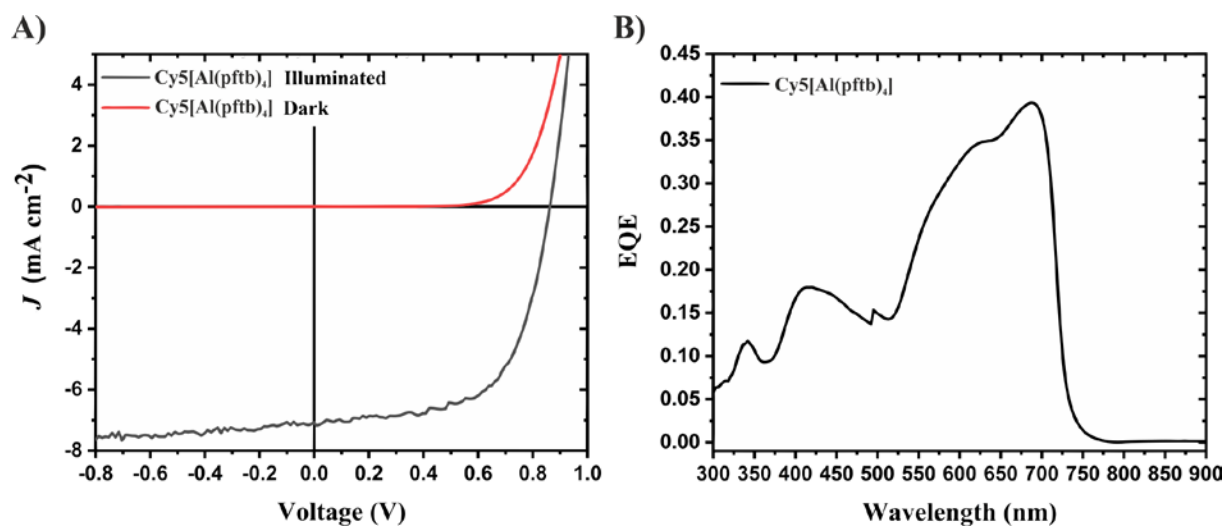 A)
Cy5[Al(pftb)₄] Illuminated
Cy5[Al(pftb)₄] Dark
4
2
0
-2
-4
-6
-8
J (mA cm⁻²)
-0.8 -0.6 -0.4 -0.2 0.0 0.2 0.4 0.6 0.8 1.0
Voltage (V)
B)
Cy5[Al(pftb)₄]
0.45
0.40
0.35
0.30
0.25
0.20
0.15
0.10
0.05
0.00
EQE
300 350 400 450 500 550 600 650 700 750 800 850 900
Wavelength (nm)